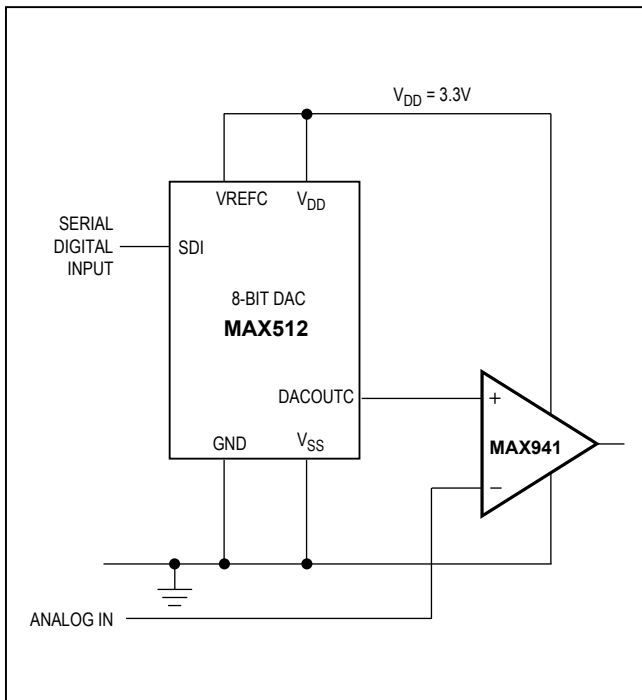 V_DD = 3.3V
VREFC
V_DD
SERIAL
DIGITAL
INPUT
SDI
8-BIT DAC
MAX512
DACOUTC
+
MAX941
−
GND
V_SS
ANALOG IN